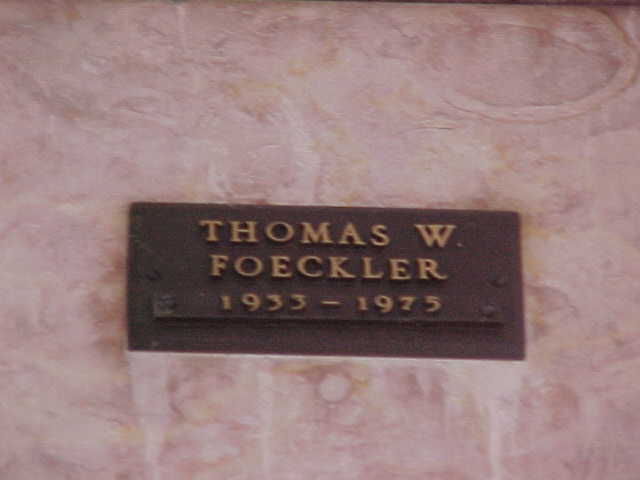 THOMAS W.
FOECKLER
1933 – 1975